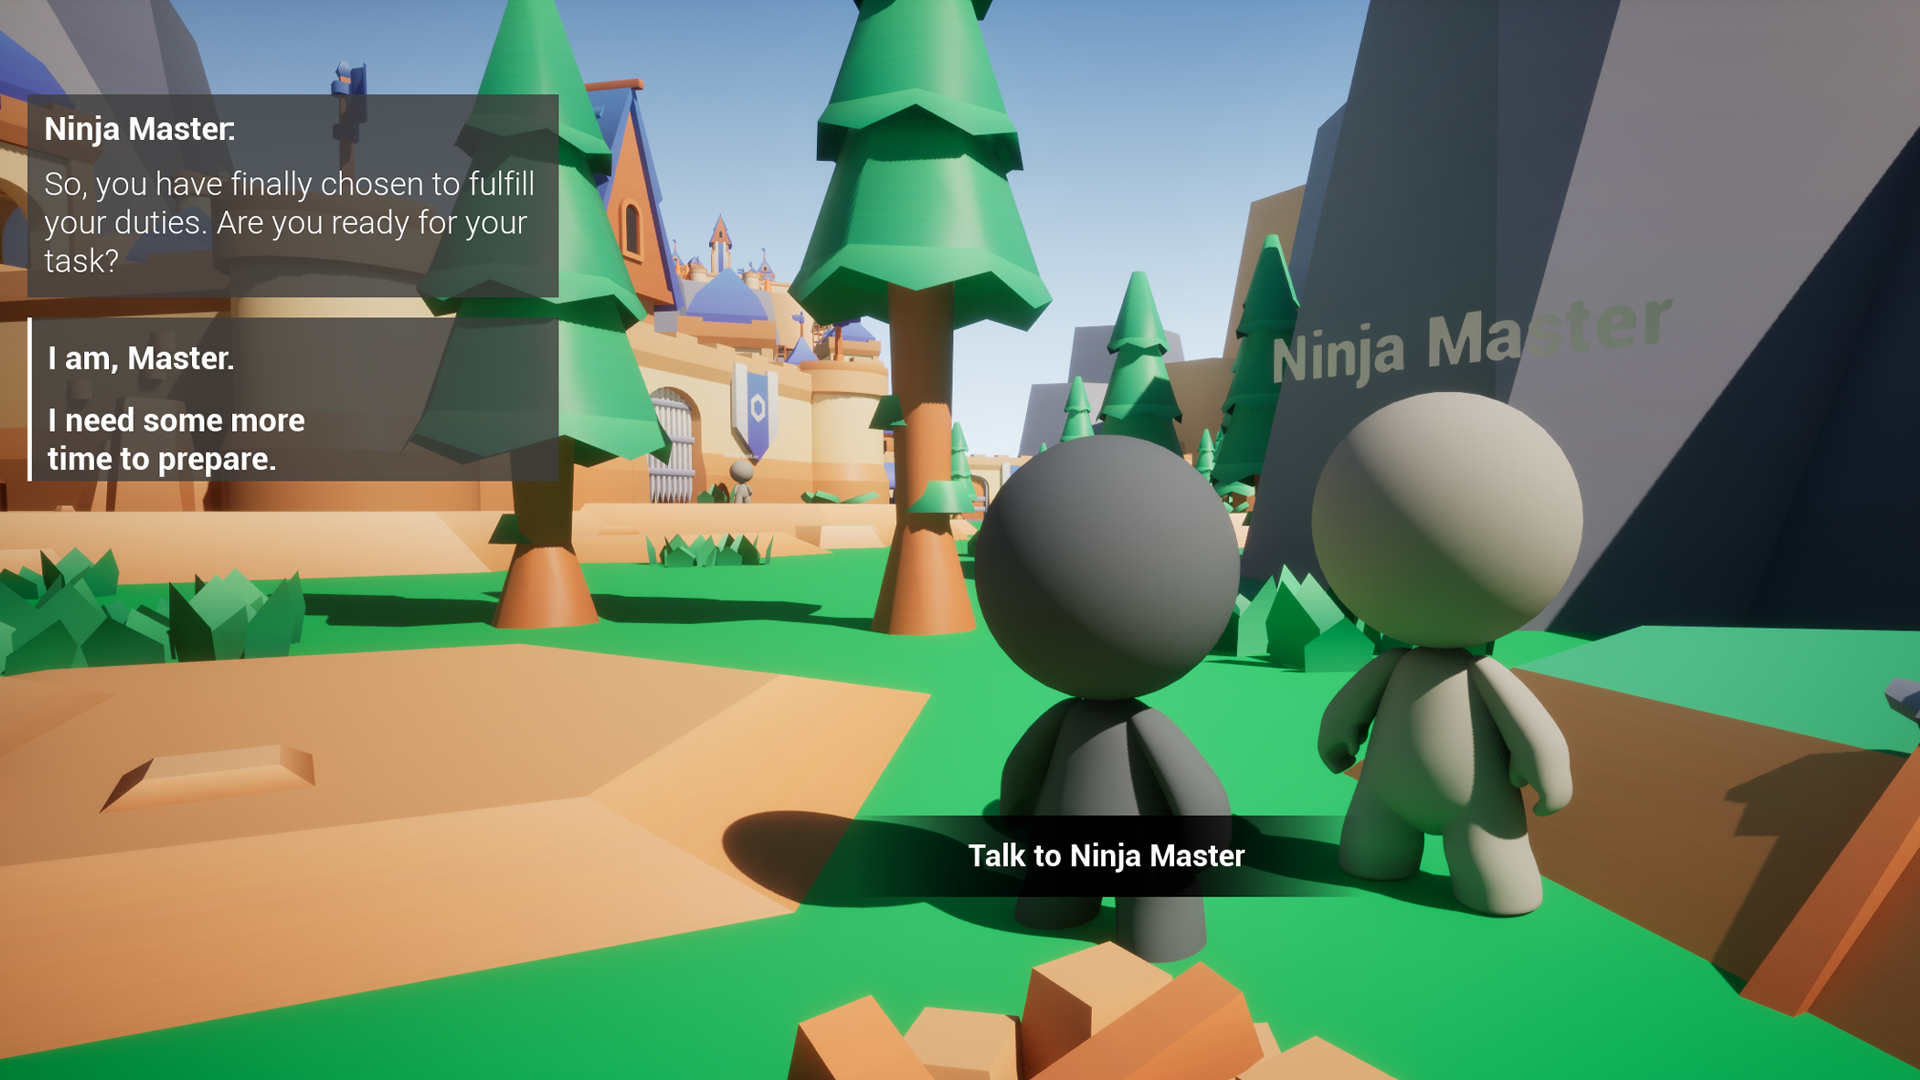 Ninja Master:
So, you have finally chosen to fulfill
your duties. Are you ready for your
task?
I am, Master.
I need some more
time to prepare.
Ninja Master
Talk to Ninja Master